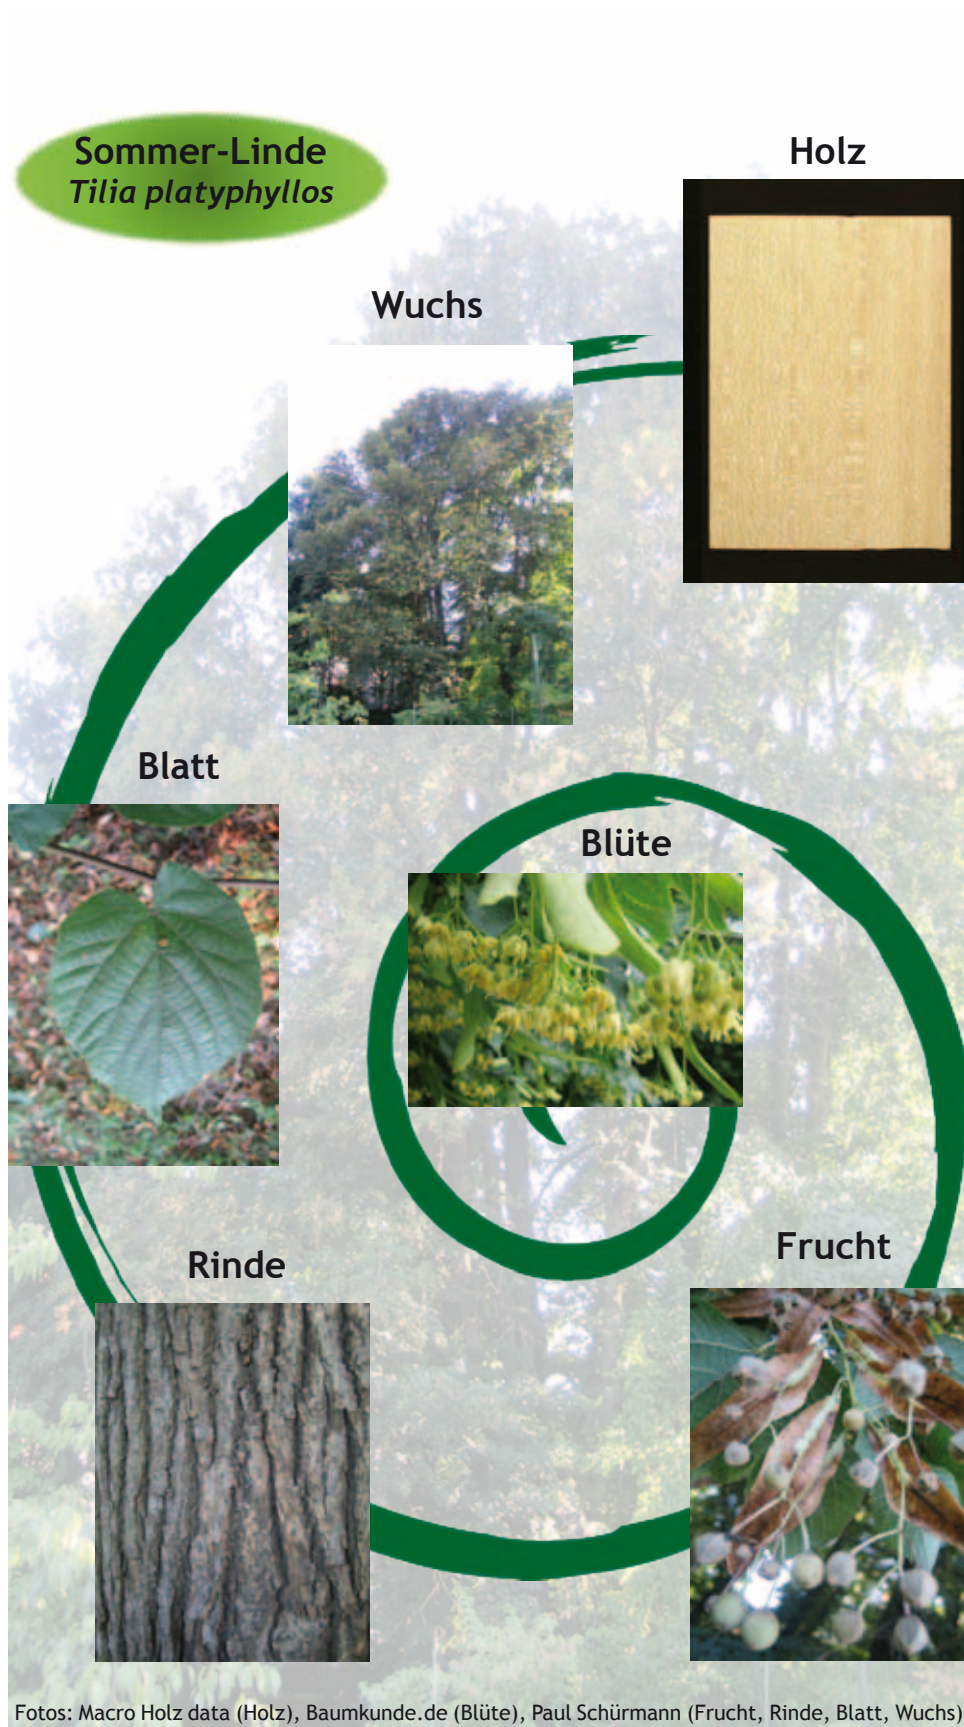 Sommer-Linde
Tilia platyphyllos
Holz
Wuchs
Blatt
Blüte
Rinde
Frucht
Fotos: Macro Holz data (Holz), Baumkunde.de (Blüte), Paul Schürmann (Frucht, Rinde, Blatt, Wuchs)